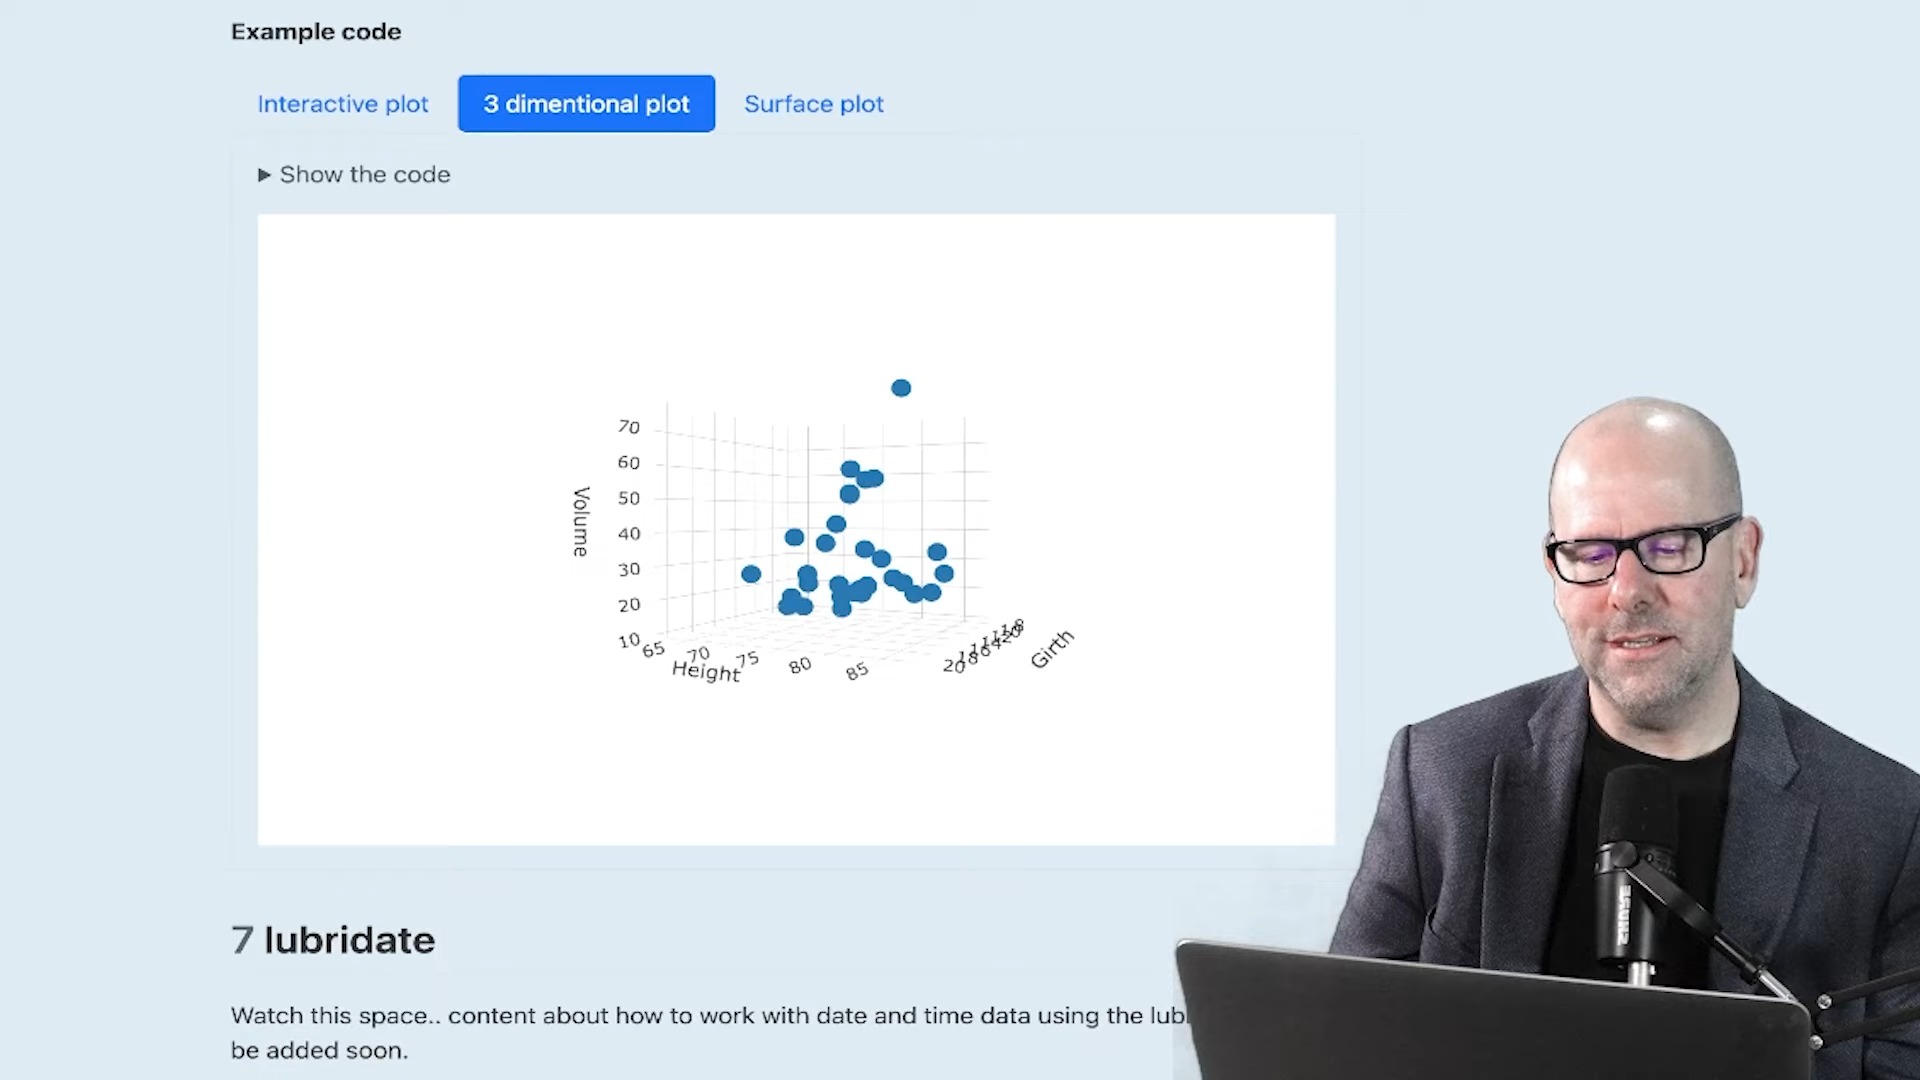 Example code
Interactive plot
3 dimentional plot
Surface plot
▶ Show the code
70
60
50
40
30
20
10
Volume
65
70
75
80
85
Height
20
18
Girth
SHURE
7 lubridate
Watch this space.. content about how to work with date and time data using the
be added soon.